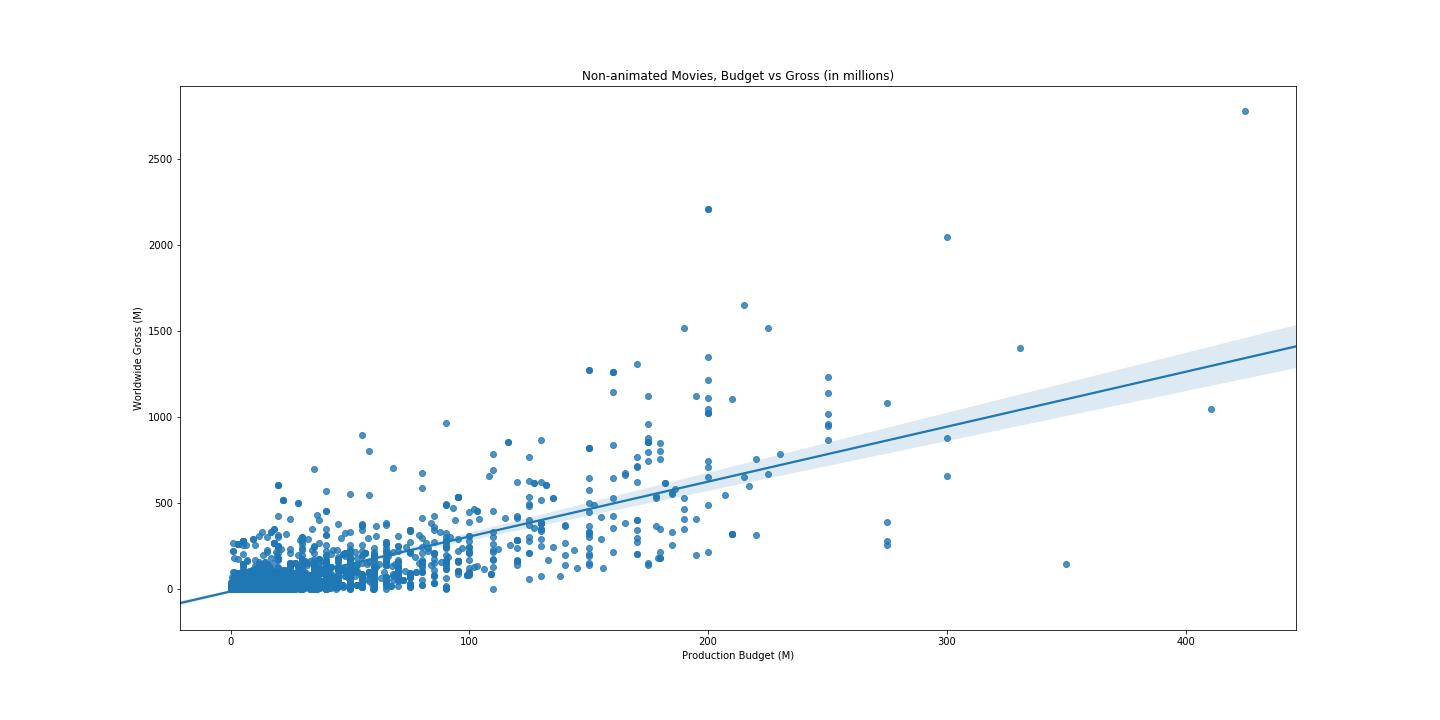 Non-animated Movies, Budget vs Gross (in millions)
Worldwide Gross (M)
2500
2000
1500
1000
500
0
0 100 200 300 400
Production Budget (M)